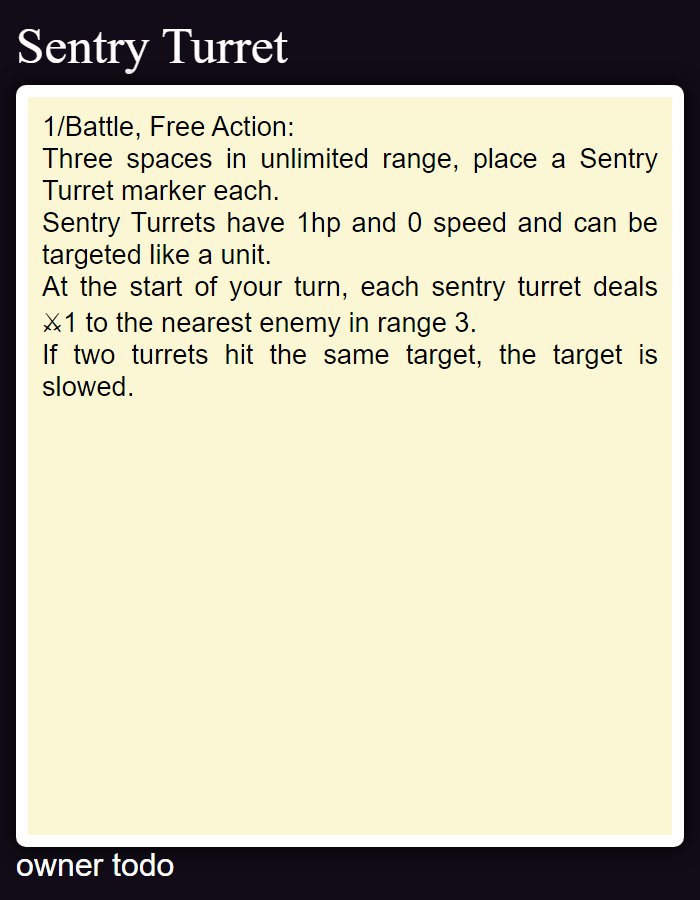 Sentry Turret
1/Battle, Free Action:
Three spaces in unlimited range, place a Sentry
Turret marker each.
Sentry Turrets have 1hp and 0 speed and can be
targeted like a unit.
At the start of your turn, each sentry turret deals
⚔1 to the nearest enemy in range 3.
If two turrets hit the same target, the target is
slowed.
owner todo